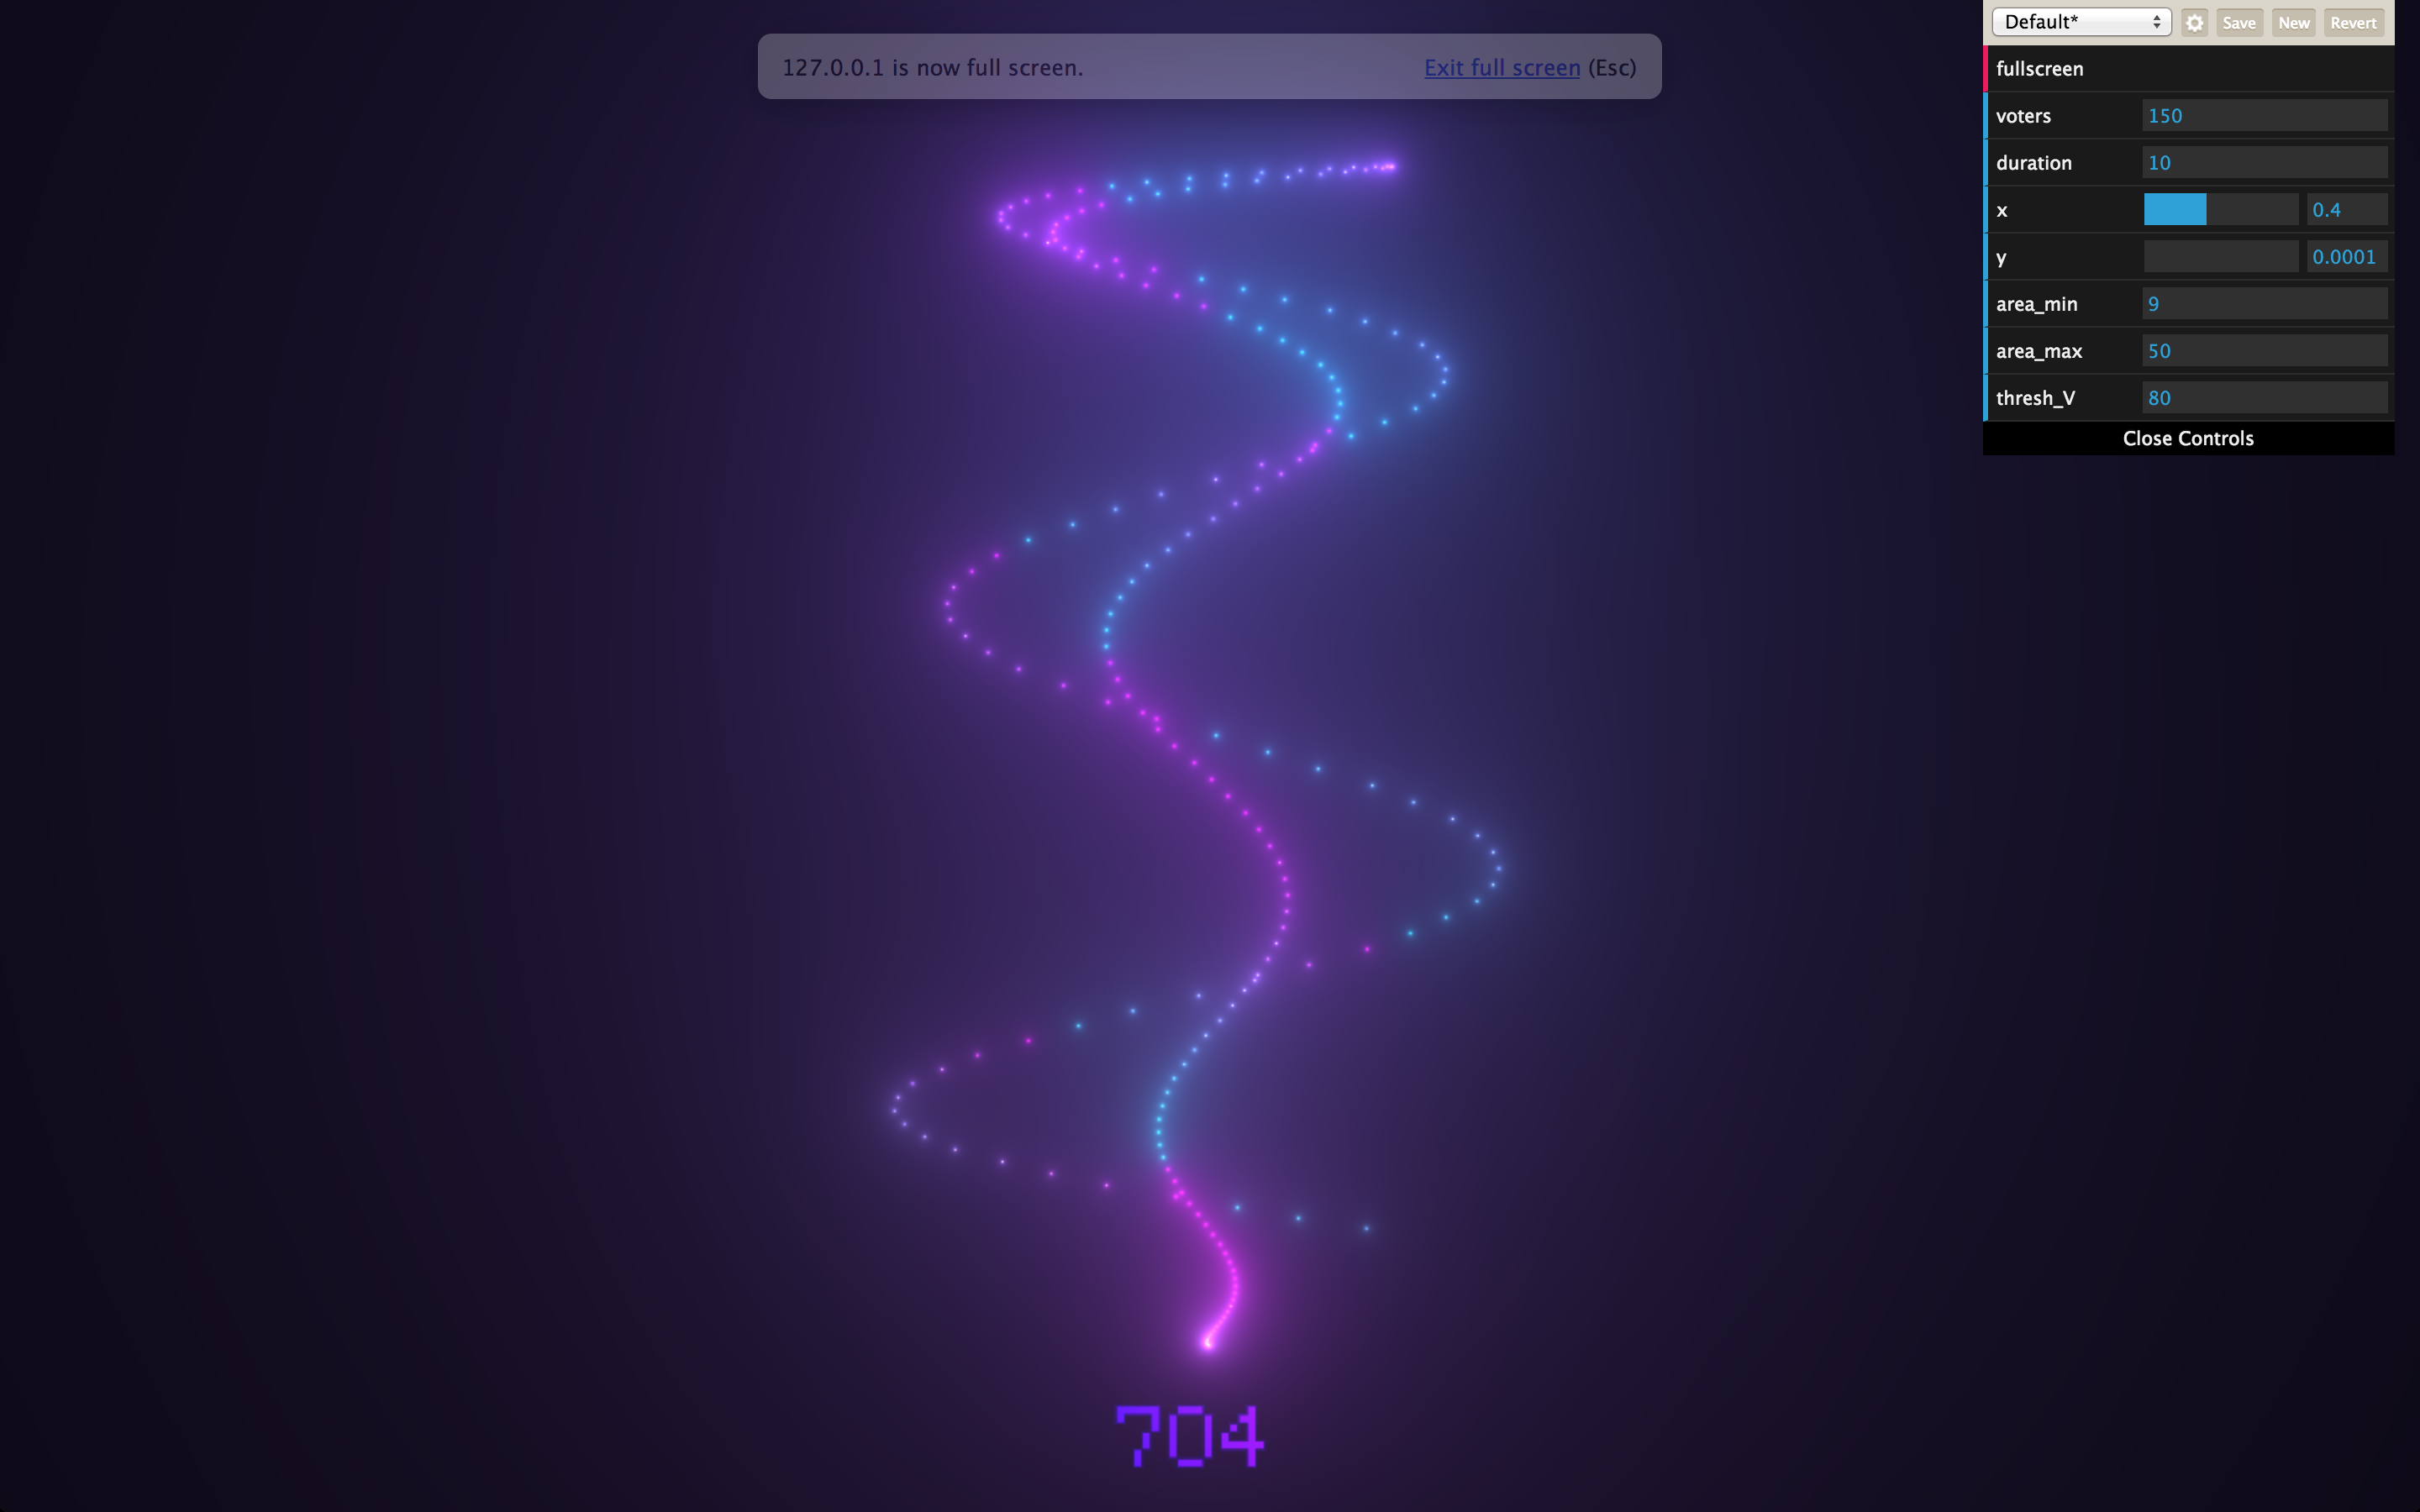 127.0.0.1 is now full screen. Exit full screen (Esc)
Default* Save New Revert
fullscreen
voters 150
duration 10
x 0.4
y 0.0001
area_min 9
area_max 50
thresh_V 80
Close Controls
704